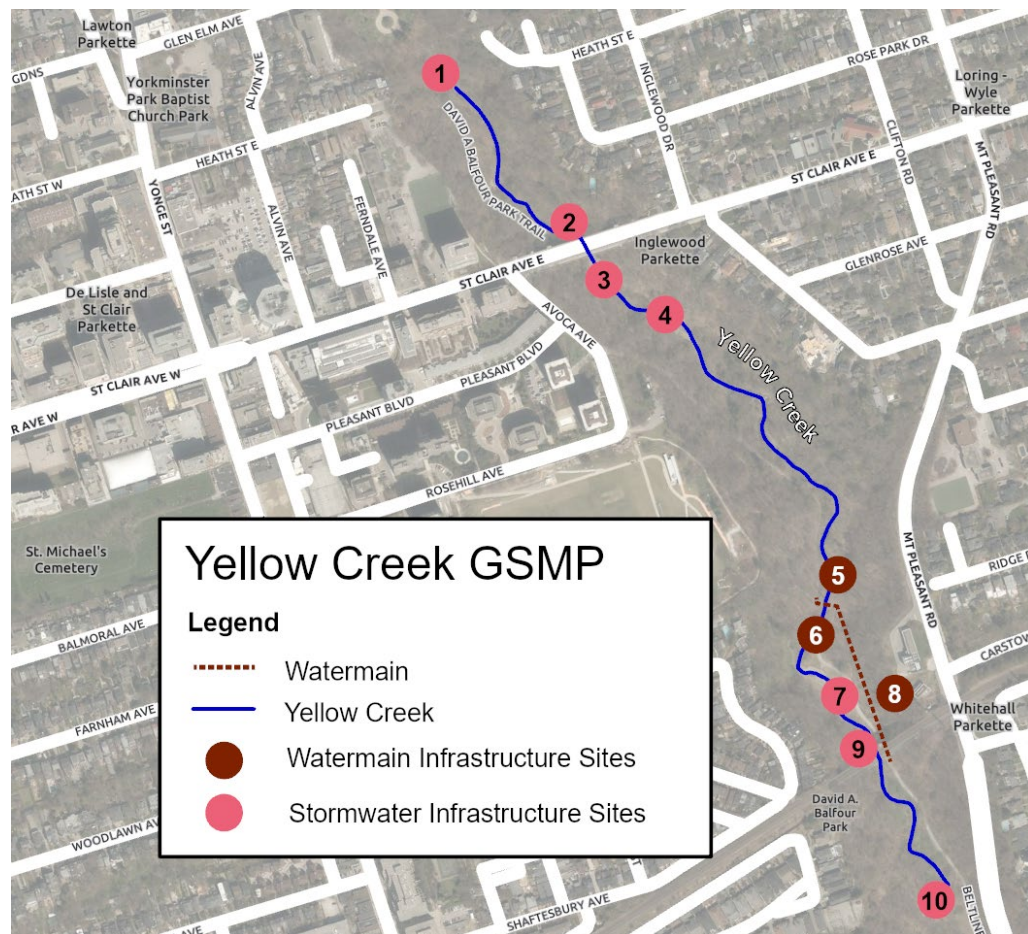 Lawton
Parkette
GLEN ELM AVE
GDNS
Yorkminster
Park Baptist
Church Park
ALVIN AVE
HEATH ST E
HEATH ST W
YONGE ST
ALVIN AVE
FERNDALE AVE
1
DAVID A BALFOUR PARK TRAIL
HEATH ST E
INGLEWOOD DR
ROSE PARK DR
Loring -
Wyle
Parkette
CLIFTON RD
MT PLEASANT RD
ST CLAIR AVE E
2
Inglewood
Parkette
GLENROSE AVE
ST CLAIR AVE E
3
4
De Lisle and
St Clair
Parkette
AVOCA AVE
PLEASANT BLVD
Yellow Creek
ST CLAIR AVE W
R AVE W
PLEASANT BLVD
ROSEHILL AVE
St. Michael's
Cemetery
MT PLEASANT RD
RIDGE
5
6
CARSTOW
7
8
Whitehall
Parkette
9
David A.
Balfour
Park
10
BELTLINE
BALMORAL AVE
FARNHAM AVE
WOODLAWN AV
SHAFTESBURY AVE
AVE
Yellow Creek GSMP
Legend
Watermain
Yellow Creek
Watermain Infrastructure Sites
Stormwater Infrastructure Sites